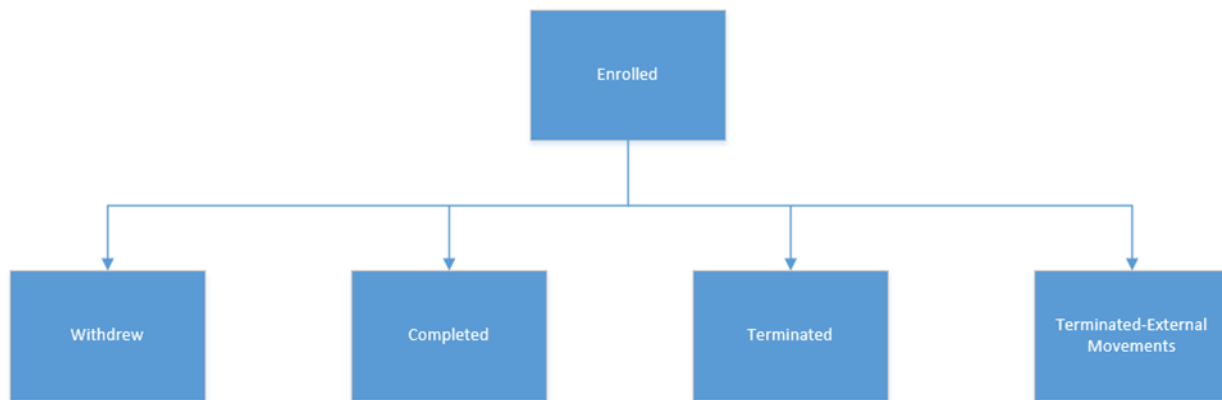 Enrolled
Withdrew
Completed
Terminated
Terminated-External
Movements